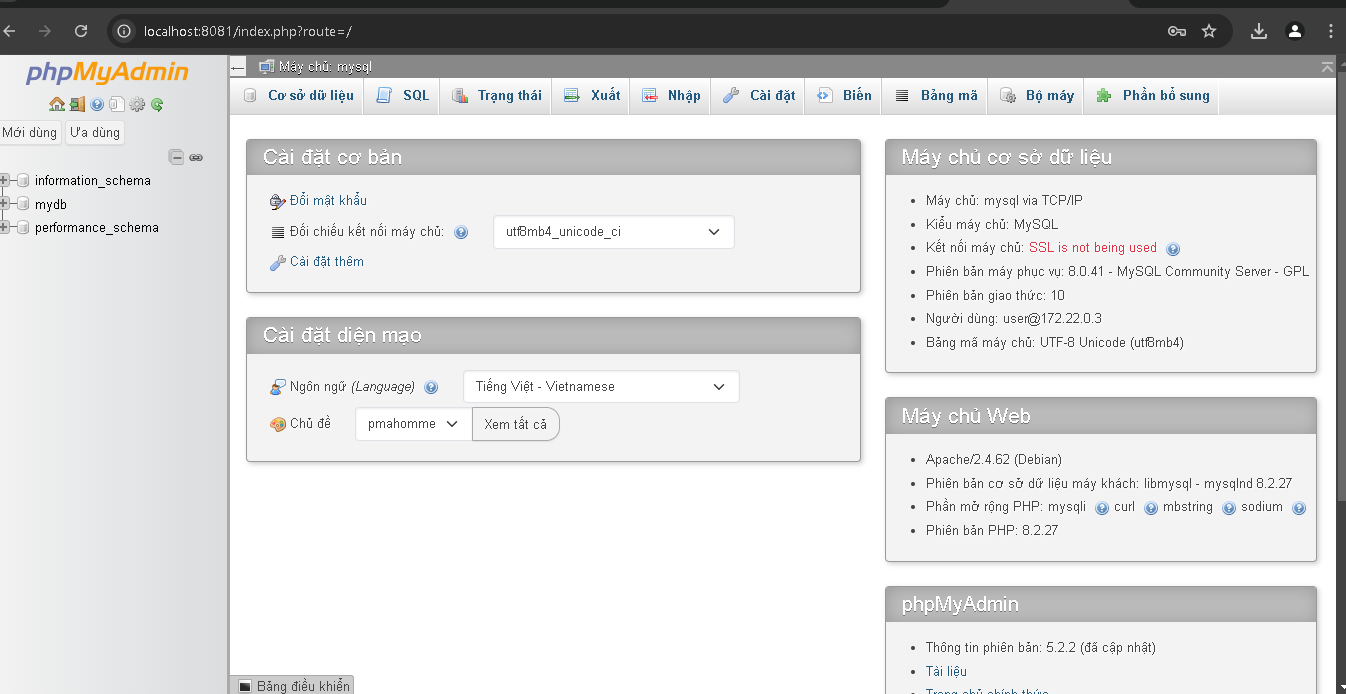 localhost:8081/index.php?route=/
phpMyAdmin
Mới dùng
Ưa dùng
information_schema
mydb
performance_schema
Máy chủ: mysql
Cơ sở dữ liệu
SQL
Trạng thái
Xuất
Nhập
Cài đặt
Biến
Bảng mã
Bộ máy
Phần bổ sung
Cài đặt cơ bản
Đổi mật khẩu
Đối chiếu kết nối máy chủ:
utf8mb4_unicode_ci
Cài đặt thêm
Cài đặt diện mạo
Ngôn ngữ (Language)
Tiếng Việt - Vietnamese
Chủ đề
pmahomme
Xem tất cả
Máy chủ cơ sở dữ liệu
Máy chủ: mysql via TCP/IP
Kiểu máy chủ: MySQL
Kết nối máy chủ: SSL is not being used
Phiên bản máy phục vụ: 8.0.41 - MySQL Community Server - GPL
Phiên bản giao thức: 10
Người dùng: user@172.22.0.3
Bảng mã máy chủ: UTF-8 Unicode (utf8mb4)
Máy chủ Web
Apache/2.4.62 (Debian)
Phiên bản cơ sở dữ liệu máy khách: libmysql - mysqlnd 8.2.27
Phần mở rộng PHP: mysqli curl mbstring sodium
Phiên bản PHP: 8.2.27
phpMyAdmin
Thông tin phiên bản: 5.2.2 (đã cập nhật)
Tài liệu
Trang chủ chính thức
Bảng điều khiển